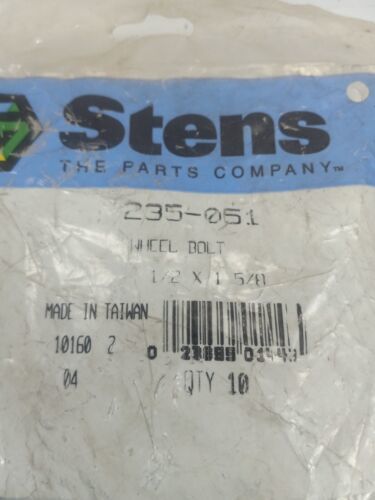 Stens
THE PARTS COMPANY™
235-051
WHEEL BOLT
1/2 X 1 5/8
MADE IN TAIWAN
10160 2
04
QTY 10